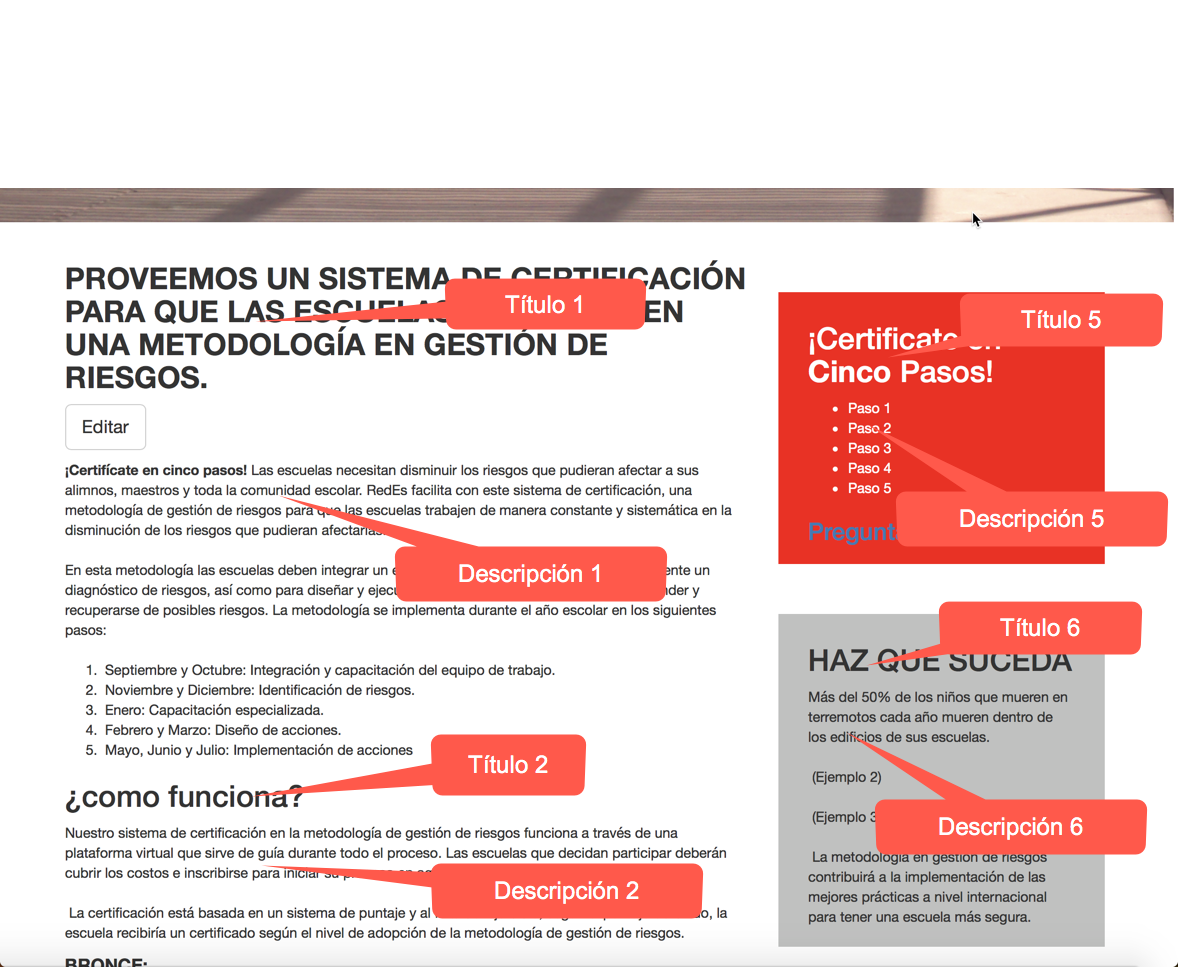 PROVEEMOS UN SISTEMA DE CERTIFICACIÓN
PARA QUE LAS ESCUELAS EN
UNA METODOLOGÍA EN GESTIÓN DE
RIESGOS.
Título 1
Editar
¡Certifícate en cinco pasos! Las escuelas necesitan disminuir los riesgos que pudieran afectar a sus
alimnos, maestros y toda la comunidad escolar. RedEs facilita con este sistema de certificación, una
metodología de gestión de riesgos para que las escuelas trabajen de manera constante y sistemática en la
disminución de los riesgos que pudieran afectarlas.
Descripción 1
En esta metodología las escuelas deben integrar un ente un
diagnóstico de riesgos, así como para diseñar y y
recuperarse de posibles riesgos. La metodología se implementa durante el año escolar en los siguientes
pasos:
1. Septiembre y Octubre: Integración y capacitación del equipo de trabajo.
2. Noviembre y Diciembre: Identificación de riesgos.
3. Enero: Capacitación especializada.
4. Febrero y Marzo: Diseño de acciones.
5. Mayo, Junio y Julio: Implementación de acciones
Título 2
¿como funciona?
Nuestro sistema de certificación en la metodología de gestión de riesgos funciona a través de una
plataforma virtual que sirve de guía durante todo el proceso. Las escuelas que decidan participar deberán
cubrir los costos e inscribirse para iniciar su
Descripción 2
La certificación está basada en un sistema de puntaje y al la
escuela recibiría un certificado según el nivel de adopción de la metodología de gestión de riesgos.
BRONCE:
Título 5
¡Certificate en
Cinco Pasos!
• Paso 1
• Paso 2
• Paso 3
• Paso 4
• Paso 5
Descripción 5
Título 6
HAZ QUE SUCEDA
Más del 50% de los niños que mueren en
terremotos cada año mueren dentro de
los edificios de sus escuelas.
(Ejemplo 2)
(Ejemplo 3
Descripción 6
La metodología en gestión de riesgos
contribuirá a la implementación de las
mejores prácticas a nivel internacional
para tener una escuela más segura.